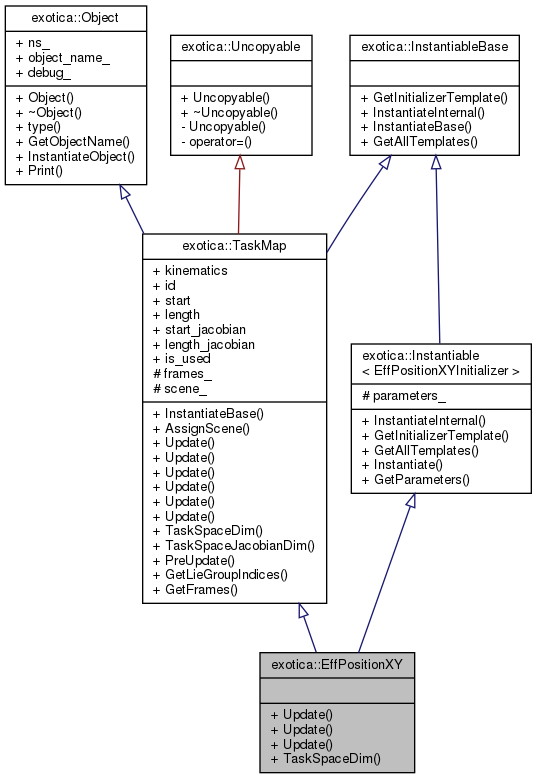 exotica::Object
+ ns_
+ object_name_
+ debug_
+ Object()
+ ~Object()
+ type()
+ GetObjectName()
+ InstantiateObject()
+ Print()
exotica::Uncopyable
+ Uncopyable()
+ ~Uncopyable()
- Uncopyable()
- operator=()
exotica::InstantiableBase
+ GetInitializerTemplate()
+ InstantiateInternal()
+ InstantiateBase()
+ GetAllTemplates()
exotica::TaskMap
+ kinematics
+ id
+ start
+ length
+ start_jacobian
+ length_jacobian
+ is_used
# frames_
# scene_
+ InstantiateBase()
+ AssignScene()
+ Update()
+ Update()
+ Update()
+ Update()
+ Update()
+ Update()
+ TaskSpaceDim()
+ TaskSpaceJacobianDim()
+ PreUpdate()
+ GetLieGroupIndices()
+ GetFrames()
exotica::Instantiable
< EffPositionXYInitializer >
# parameters_
+ InstantiateInternal()
+ GetInitializerTemplate()
+ GetAllTemplates()
+ Instantiate()
+ GetParameters()
exotica::EffPositionXY
+ Update()
+ Update()
+ Update()
+ TaskSpaceDim()